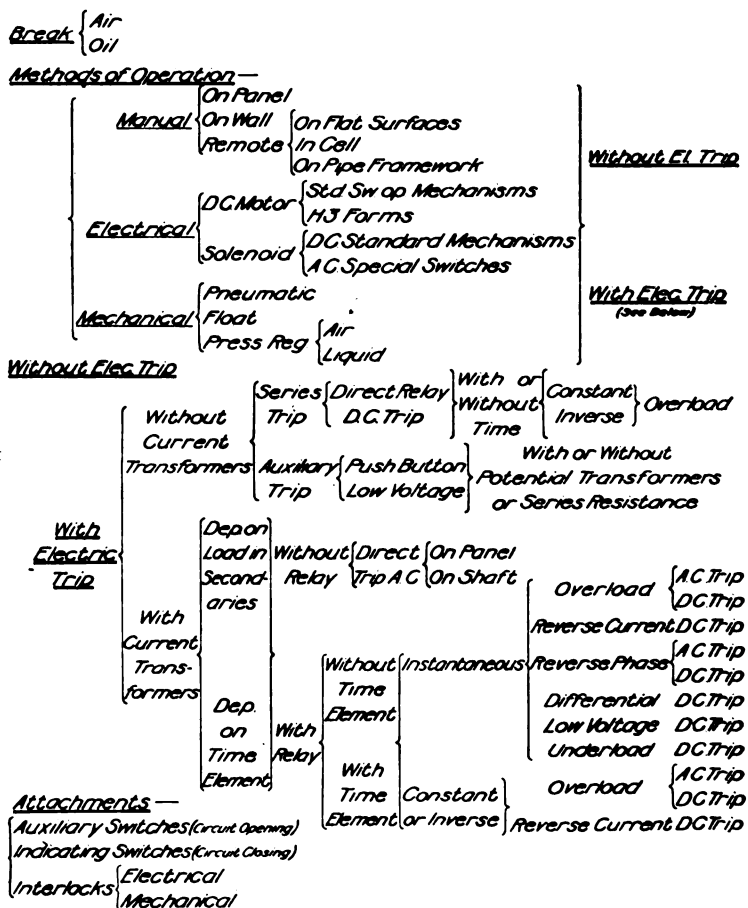 Break
Air
Oil
Methods of Operation —
Manual
On Panel
On Wall
Remote
On Flat Surfaces
In Cell
On Pipe Framework
Electrical
DC Motor
Std Sw op Mechanisms
H3 Forms
Solenoid
DC Standard Mechanisms
AC Special Switches
Mechanical
Pneumatic
Float
Press Reg
Air
Liquid
Without El. Trip
With Elec. Trip
(See Below)
Without Elec Trip
With
Electric
Trip
Without
Current
Transformers
Series
Trip
Direct Relay
D.C. Trip
With or
Without
Time
Constant
Inverse
Overload
Auxiliary
Trip
Push Button
Low Voltage
With or Without
Potential Transformers
or Series Resistance
With
Current
Trans-
formers
Dep on
Load in
Second-
aries
Without
Relay
Direct
Trip A C
On Panel
On Shaft
Dep.
on
Time
Element
With
Relay
Without
Time
Element
Instantaneous
Overload
AC Trip
DC Trip
Reverse Current DC Trip
Reverse Phase
AC Trip
DC Trip
Differential DC Trip
Low Voltage DC Trip
Underload DC Trip
With
Time
Element
Constant
or Inverse
Overload
AC Trip
DC Trip
Reverse Current DC Trip
Attachments —
Auxiliary Switches (Circuit Opening)
Indicating Switches (Circuit Closing)
Interlocks
Electrical
Mechanical